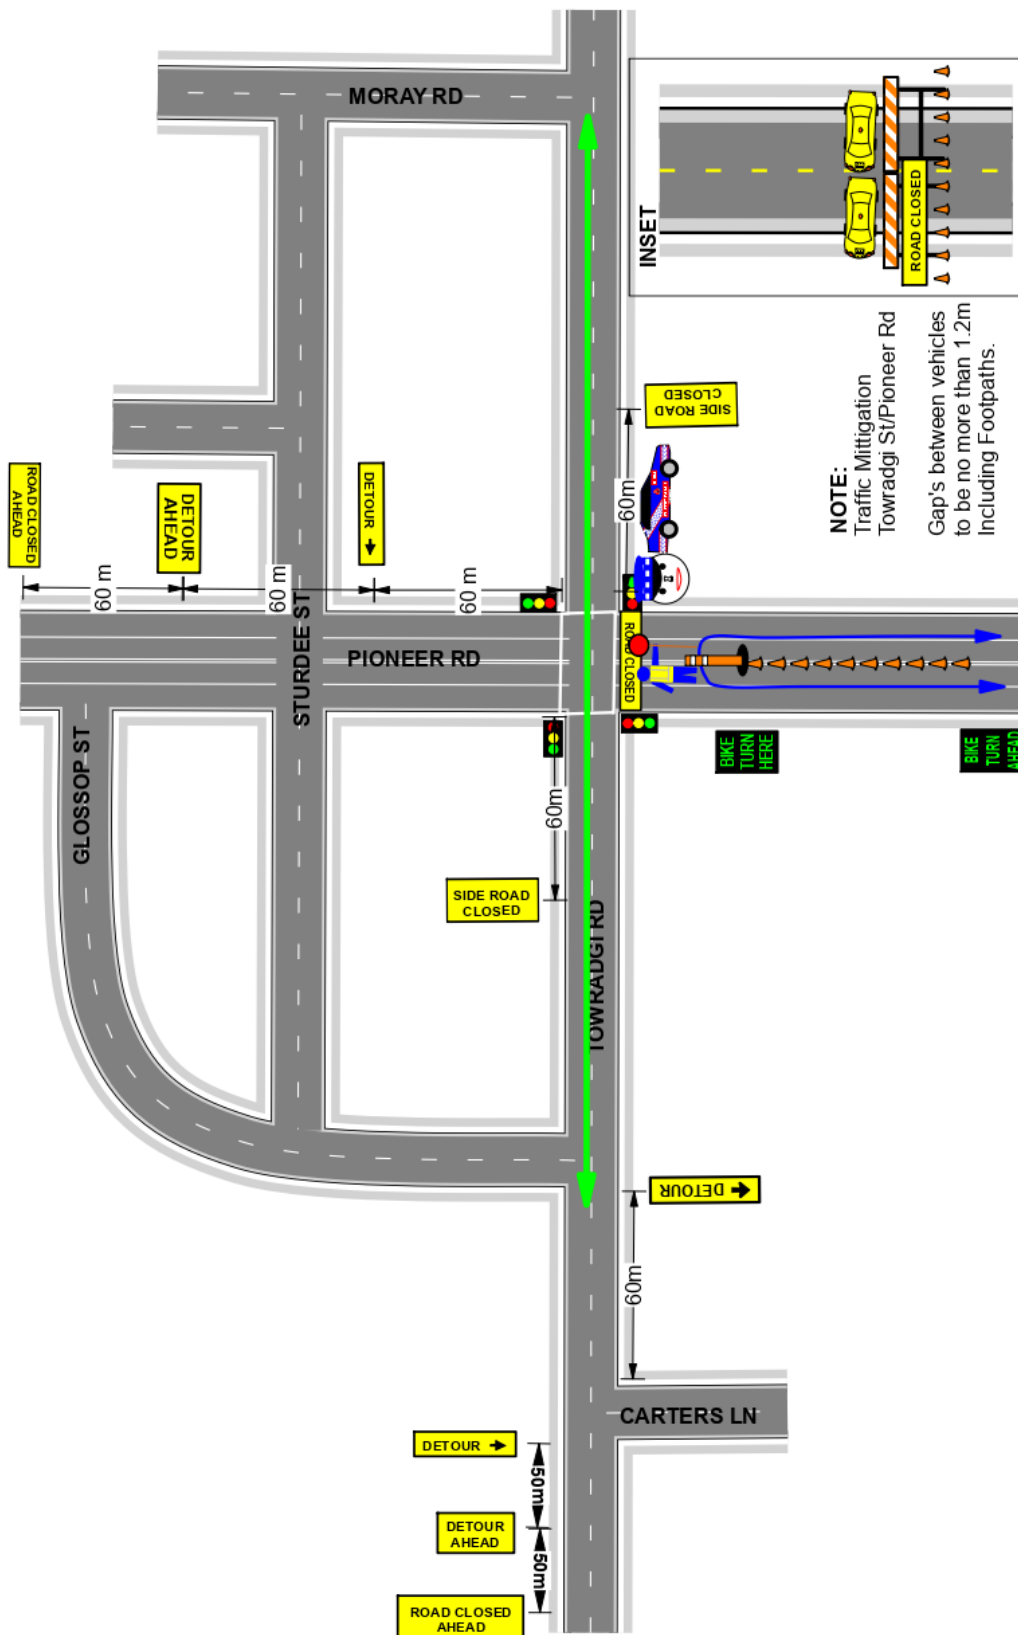 MORAY RD
INSET
ROAD CLOSED
NOTE:
Traffic Mittigation
Towradgi St/Pioneer Rd
Gap's between vehicles
to be no more than 1.2m
Including Footpaths.
SIDE ROAD
CLOSED
60m
ROAD CLOSED
AHEAD
60 m
DETOUR
AHEAD
60 m
DETOUR
60 m
STURDEE ST
PIONEER RD
ROAD CLOSED
GLOSSOP ST
BIKE
TURN
HERE
BIKE
TURN
AHEAD
60m
SIDE ROAD
CLOSED
TOWRADGI RD
DETOUR
60m
CARTERS LN
DETOUR
50m
DETOUR
AHEAD
50m
ROAD CLOSED
AHEAD